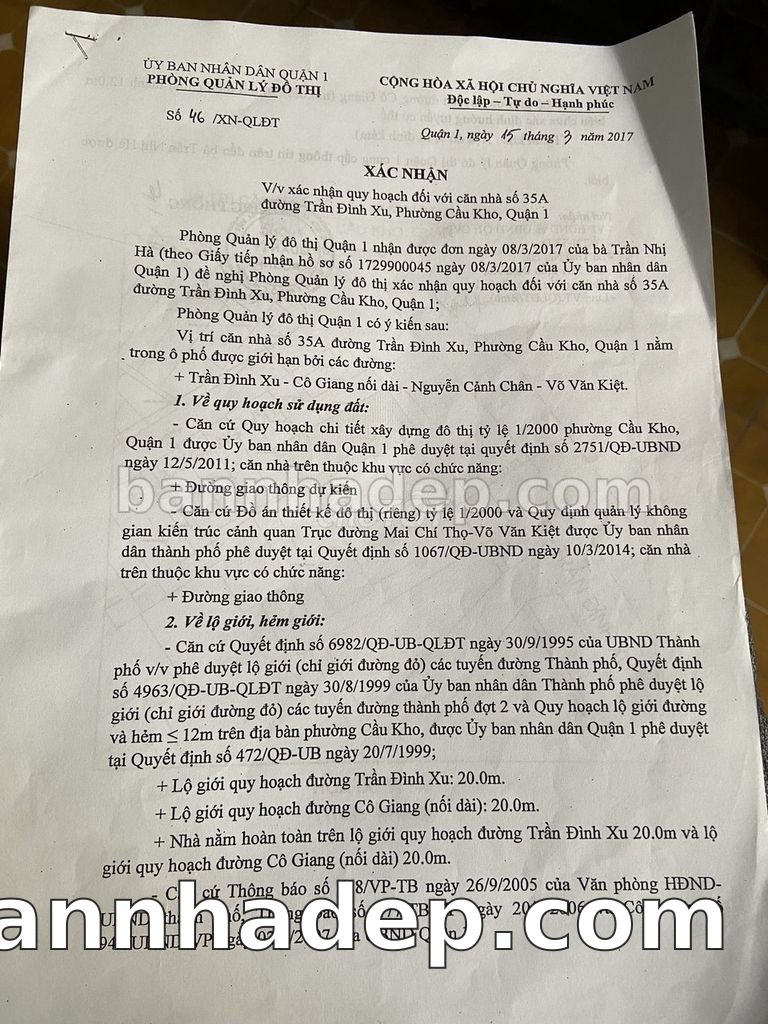 ỦY BAN NHÂN DÂN QUẬN 1
PHÒNG QUẢN LÝ ĐÔ THỊ
Số 46 /XN-QLĐT
CỘNG HÒA XÃ HỘI CHỦ NGHĨA VIỆT NAM
Độc lập – Tự do – Hạnh phúc
Quận 1, ngày 15 tháng 3 năm 2017
XÁC NHẬN
V/v xác nhận quy hoạch đối với căn nhà số 35A
đường Trần Đình Xu, Phường Cầu Kho, Quận 1
Phòng Quản lý đô thị Quận 1 nhận được đơn ngày 08/3/2017 của bà Trần Nhị
Hà (theo Giấy tiếp nhận hồ sơ số 1729900045 ngày 08/3/2017 của Ủy ban nhân dân
Quận 1) đề nghị Phòng Quản lý đô thị xác nhận quy hoạch đối với căn nhà số 35A
đường Trần Đình Xu, Phường Cầu Kho, Quận 1;
Phòng Quản lý đô thị Quận 1 có ý kiến sau:
Vị trí căn nhà số 35A đường Trần Đình Xu, Phường Cầu Kho, Quận 1 nằm
trong ô phố được giới hạn bởi các đường:
+ Trần Đình Xu - Cô Giang nối dài - Nguyễn Cảnh Chân - Võ Văn Kiệt.
1. Về quy hoạch sử dụng đất:
- Căn cứ Quy hoạch chi tiết xây dựng đô thị tỷ lệ 1/2000 phường Cầu Kho,
Quận 1 được Ủy ban nhân dân Quận 1 phê duyệt tại quyết định số 2751/QĐ-UBND
ngày 12/5/2011; căn nhà trên thuộc khu vực có chức năng:
+ Đường giao thông dự kiến
bannhadep.com
- Căn cứ Đồ án thiết kế đô thị (riêng) tỷ lệ 1/2000 và Quy định quản lý không
gian kiến trúc cảnh quan Trục đường Mai Chí Thọ-Võ Văn Kiệt được Ủy ban nhân
dân thành phố phê duyệt tại Quyết định số 1067/QĐ-UBND ngày 10/3/2014; căn nhà
trên thuộc khu vực có chức năng:
+ Đường giao thông
2. Về lộ giới, hẻm giới:
- Căn cứ Quyết định số 6982/QĐ-UB-QLĐT ngày 30/9/1995 của UBND Thành
phố v/v phê duyệt lộ giới (chỉ giới đường đỏ) các tuyến đường Thành phố, Quyết định
số 4963/QĐ-UB-QLĐT ngày 30/8/1999 của Ủy ban nhân dân Thành phố phê duyệt lộ
giới (chỉ giới đường đỏ) các tuyến đường thành phố đợt 2 và Quy hoạch lộ giới đường
và hẻm ≤ 12m trên địa bàn phường Cầu Kho, được Ủy ban nhân dân Quận 1 phê duyệt
tại Quyết định số 472/QĐ-UB ngày 20/7/1999;
+ Lộ giới quy hoạch đường Trần Đình Xu: 20.0m.
+ Lộ giới quy hoạch đường Cô Giang (nối dài): 20.0m.
+ Nhà nằm hoàn toàn trên lộ giới quy hoạch đường Trần Đình Xu 20.0m và lộ
giới quy hoạch đường Cô Giang (nối dài) 20.0m.
cứ Thông báo số 8/VP-TB ngày 26/9/2005 của Văn phòng HĐND-
annhadep.com